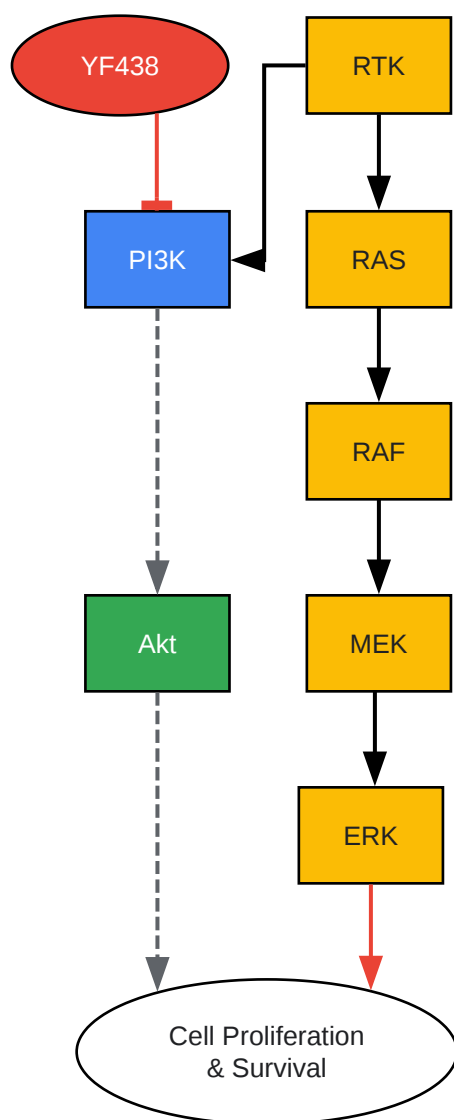 YF438
RTK
PI3K
RAS
RAF
Akt
MEK
ERK
Cell Proliferation
& Survival